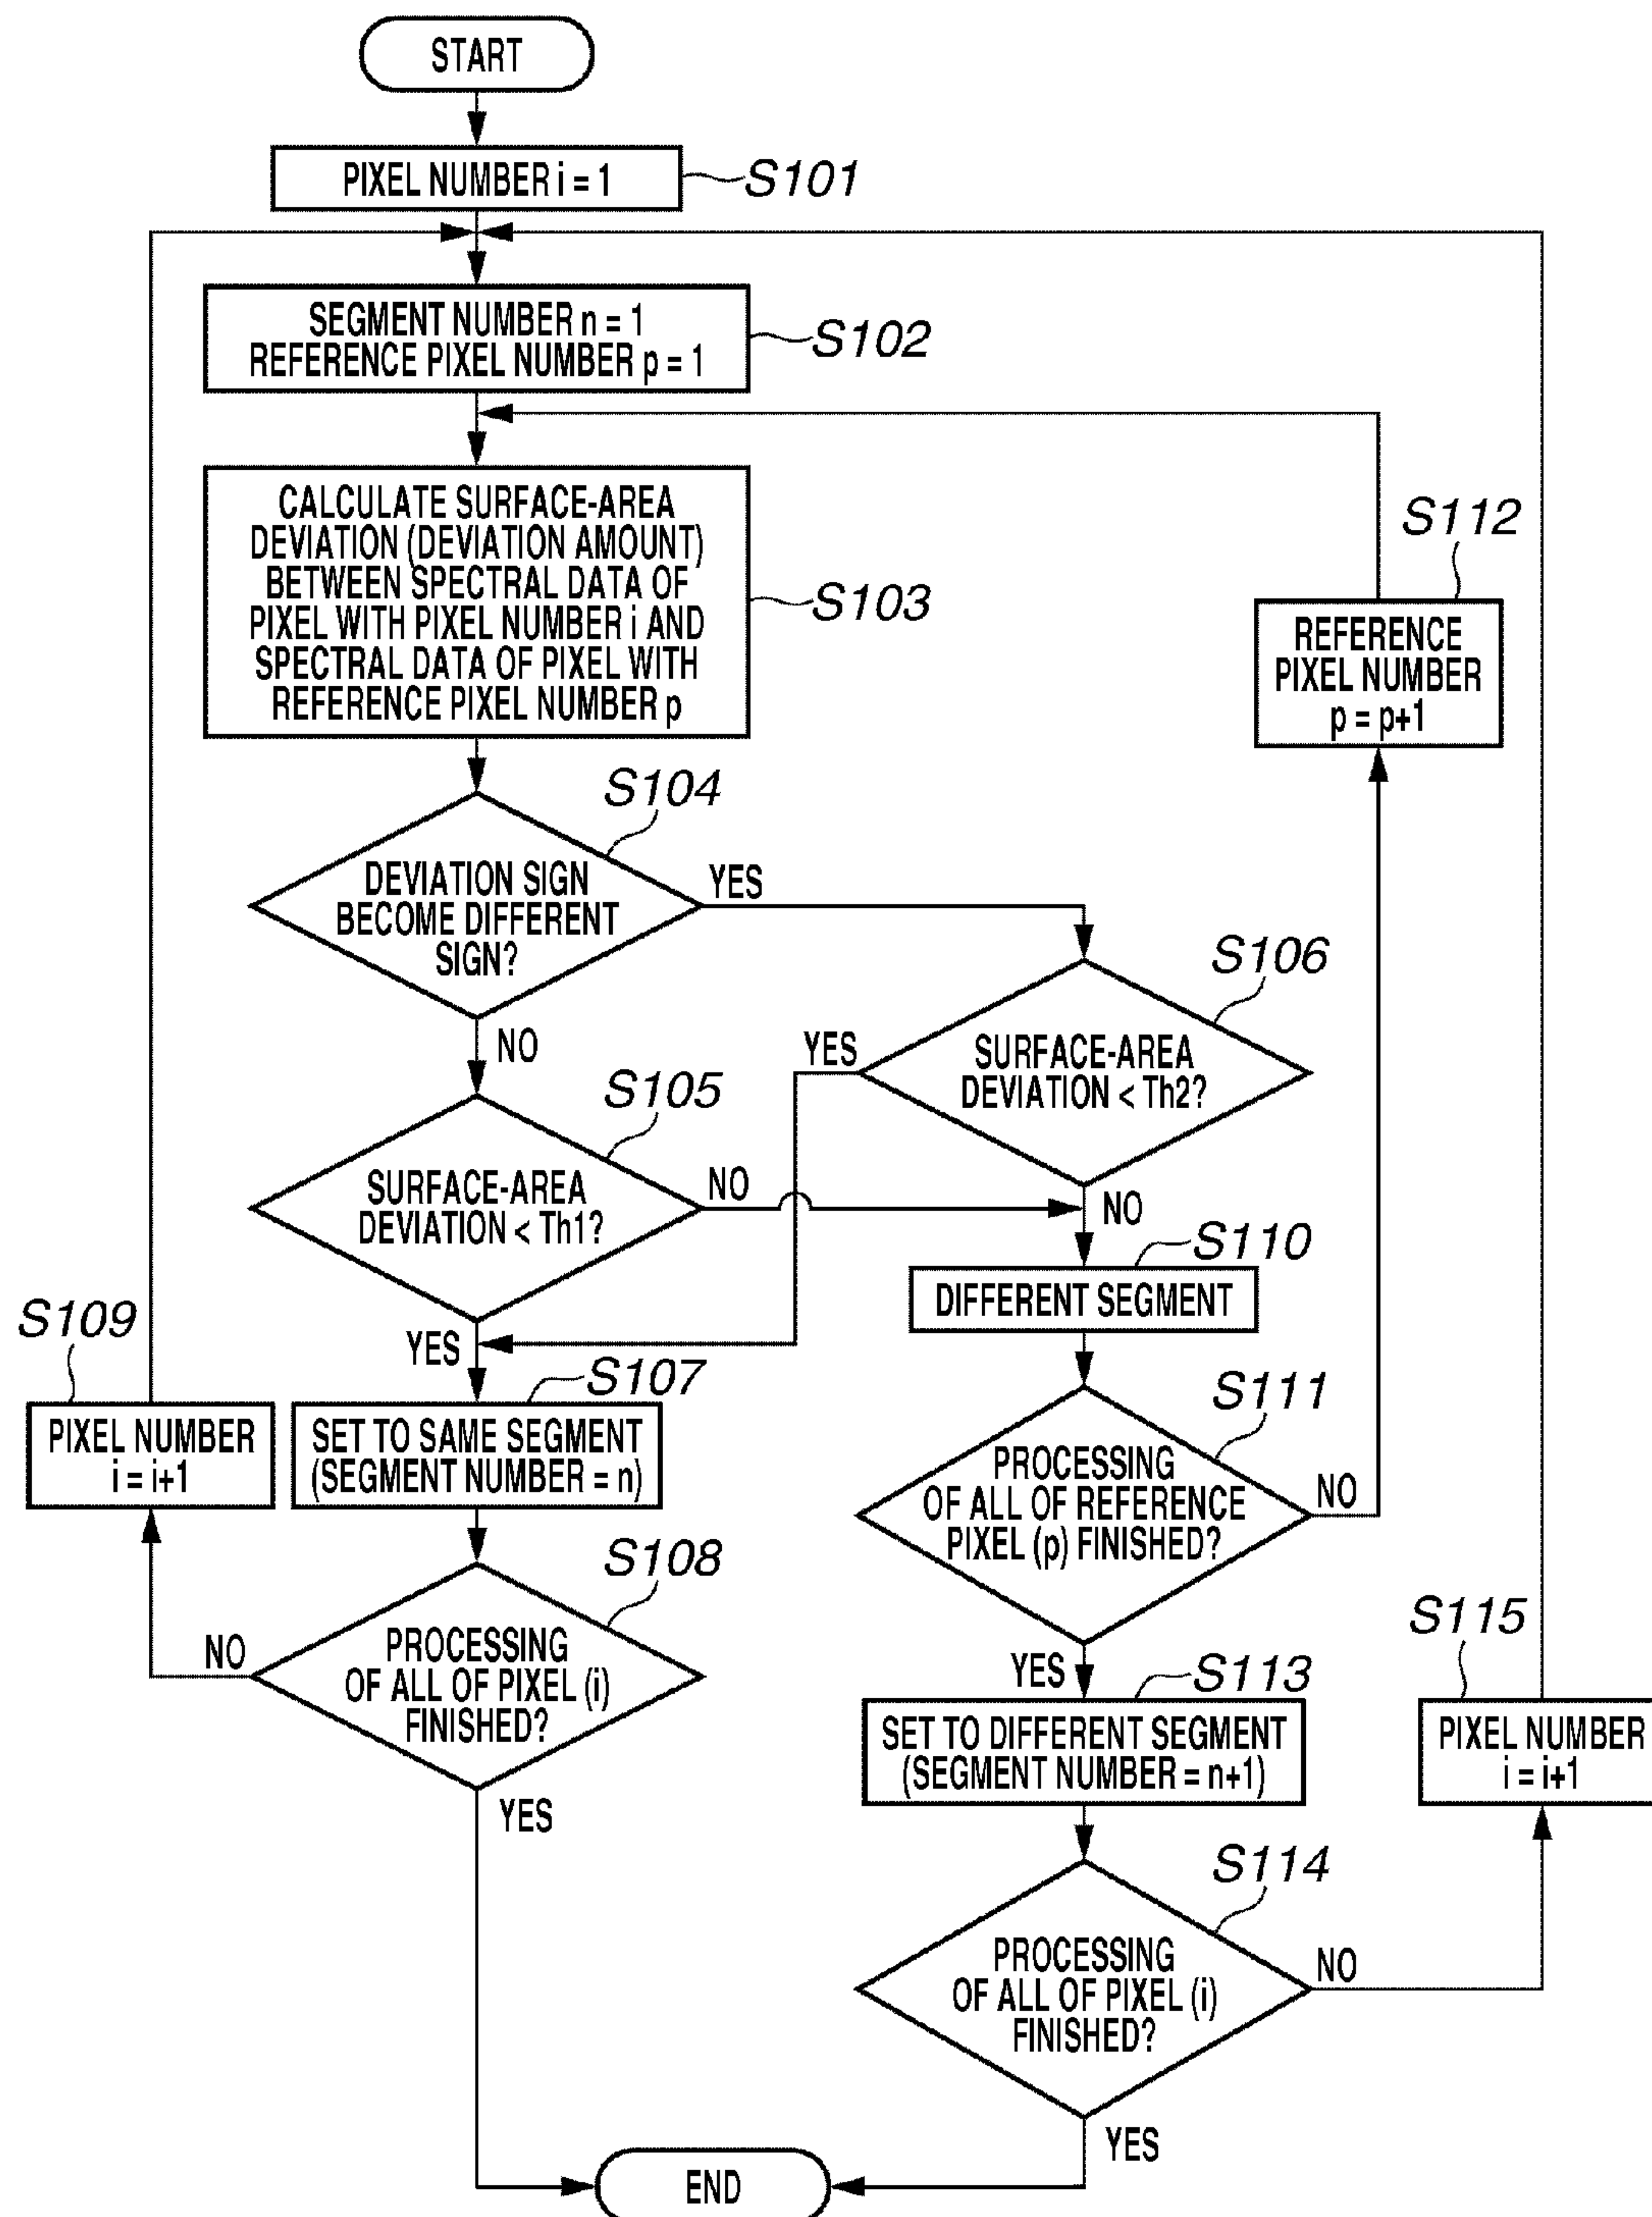 START
PIXEL NUMBER i = 1
S101
SEGMENT NUMBER n = 1
REFERENCE PIXEL NUMBER p = 1
S102
CALCULATE SURFACE-AREA
DEVIATION (DEVIATION AMOUNT)
BETWEEN SPECTRAL DATA OF
PIXEL WITH PIXEL NUMBER i AND
SPECTRAL DATA OF PIXEL WITH
REFERENCE PIXEL NUMBER p
S103
S112
REFERENCE
PIXEL NUMBER
p = p+1
S104
DEVIATION SIGN
BECOME DIFFERENT
SIGN?
YES
NO
S106
SURFACE-AREA
DEVIATION < Th2?
YES
NO
S105
SURFACE-AREA
DEVIATION < Th1?
NO
YES
S110
DIFFERENT SEGMENT
S109
PIXEL NUMBER
i = i+1
S107
SET TO SAME SEGMENT
(SEGMENT NUMBER = n)
S111
PROCESSING
OF ALL OF REFERENCE
PIXEL (p) FINISHED?
NO
YES
S108
PROCESSING
OF ALL OF PIXEL (i)
FINISHED?
NO
YES
S113
SET TO DIFFERENT SEGMENT
(SEGMENT NUMBER = n+1)
S115
PIXEL NUMBER
i = i+1
S114
PROCESSING
OF ALL OF PIXEL (i)
FINISHED?
NO
YES
END